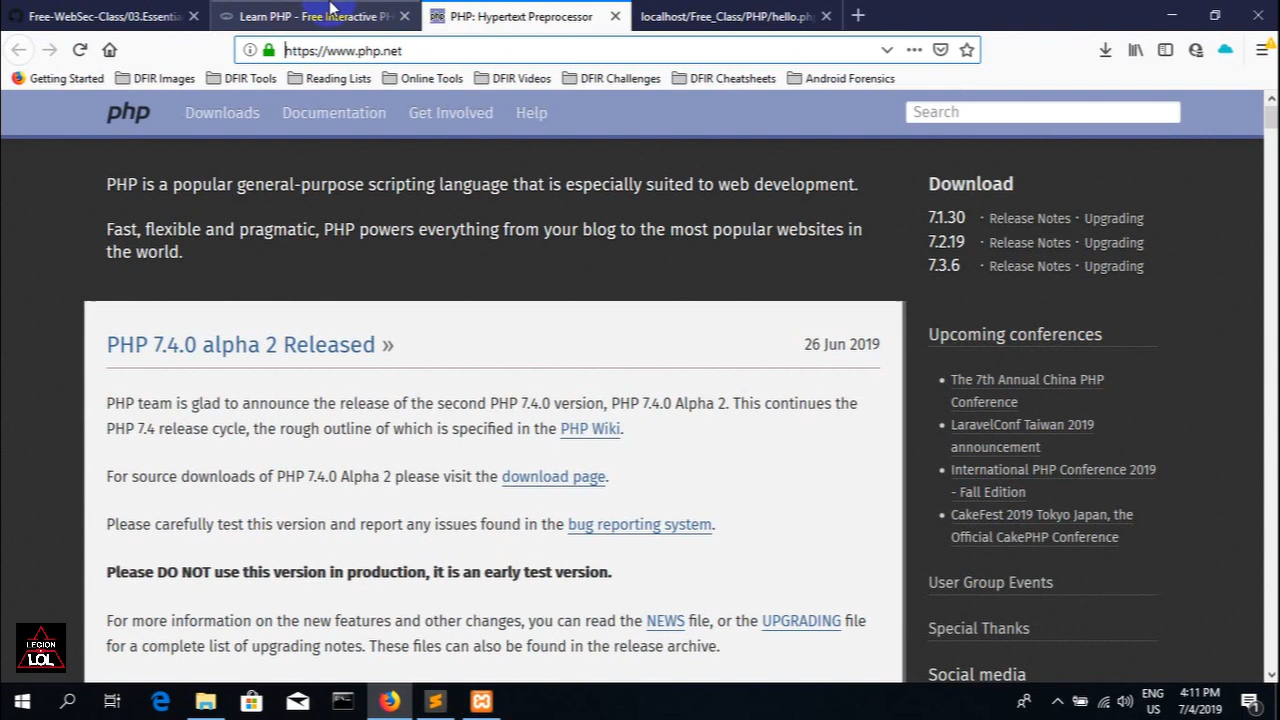 Free-WebSec-Class/03.Essentia
Learn PHP - Free Interactive PH
PHP: Hypertext Preprocessor
localhost/Free_Class/PHP/hello.ph
https://www.php.net
Getting Started
DFIR Images
DFIR Tools
Reading Lists
Online Tools
DFIR Videos
DFIR Challenges
DFIR Cheatsheets
Android Forensics
php
Downloads
Documentation
Get Involved
Help
Search
PHP is a popular general-purpose scripting language that is especially suited to web development.
Fast, flexible and pragmatic, PHP powers everything from your blog to the most popular websites in
the world.
Download
7.1.30 · Release Notes · Upgrading
7.2.19 · Release Notes · Upgrading
7.3.6 · Release Notes · Upgrading
PHP 7.4.0 alpha 2 Released »
26 Jun 2019
PHP team is glad to announce the release of the second PHP 7.4.0 version, PHP 7.4.0 Alpha 2. This continues the
PHP 7.4 release cycle, the rough outline of which is specified in the PHP Wiki.
For source downloads of PHP 7.4.0 Alpha 2 please visit the download page.
Please carefully test this version and report any issues found in the bug reporting system.
Please DO NOT use this version in production, it is an early test version.
For more information on the new features and other changes, you can read the NEWS file, or the UPGRADING file
for a complete list of upgrading notes. These files can also be found in the release archive.
Upcoming conferences
• The 7th Annual China PHP
Conference
• LaravelConf Taiwan 2019
announcement
• International PHP Conference 2019
- Fall Edition
• CakeFest 2019 Tokyo Japan, the
Official CakePHP Conference
User Group Events
Special Thanks
Social media
LEGION
LOL
ENG
US
4:11 PM
7/4/2019
1